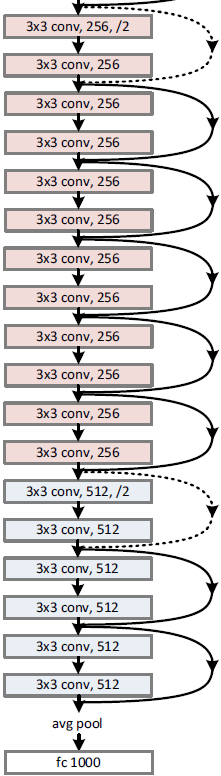 3x3 conv, 256, /2
3x3 conv, 256
3x3 conv, 256
3x3 conv, 256
3x3 conv, 256
3x3 conv, 256
3x3 conv, 256
3x3 conv, 256
3x3 conv, 256
3x3 conv, 256
3x3 conv, 256
3x3 conv, 256
3x3 conv, 512, /2
3x3 conv, 512
3x3 conv, 512
3x3 conv, 512
3x3 conv, 512
3x3 conv, 512
avg pool
fc 1000